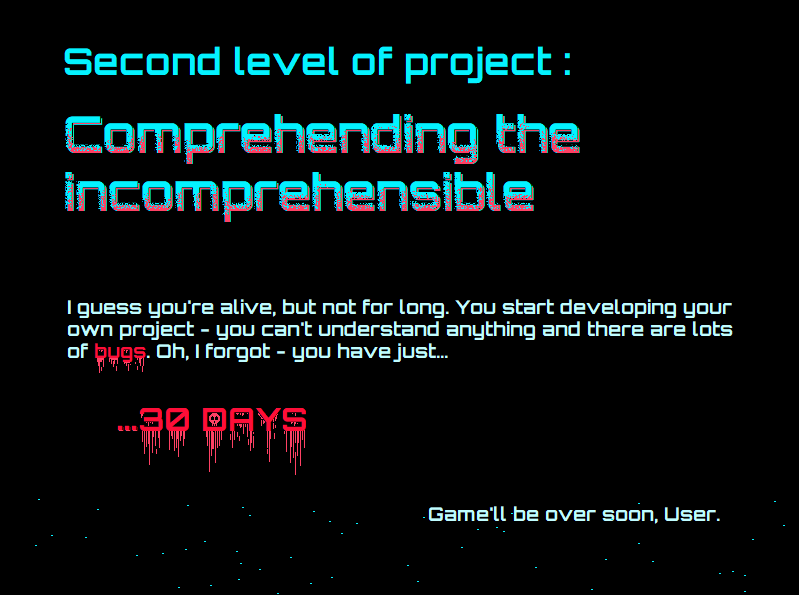 Second level of project :
Comprehending the
incomprehensible
I guess you're alive, but not for long. You start developing your
own project - you can't understand anything and there are lots
of bugs. Oh, I forgot - you have just...
...30 DAYS
Game'll be over soon, User.